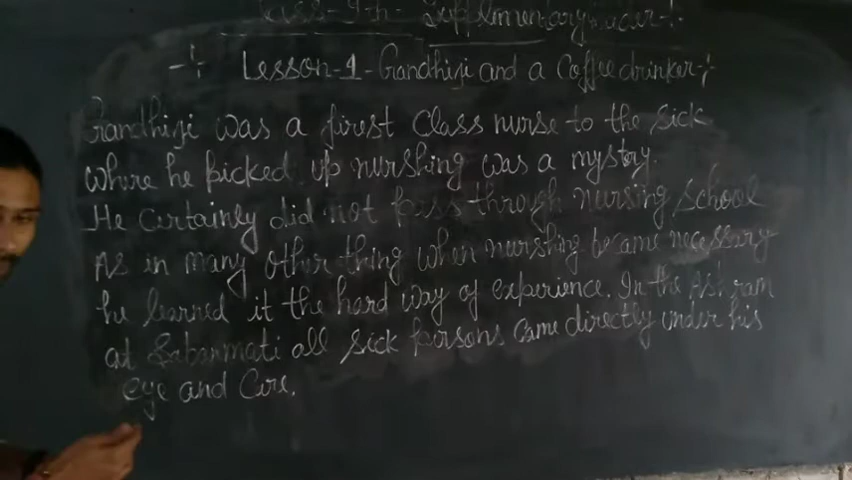 Class-9th- Supplementary reader
Lesson-1-Gandhiji and a Coffee drinker
Gandhiji was a first Class nurse to the sick
where he picked up nurshing was a mystery.
He certainly did not pass through nursing school
As in many other thing when nurshing became necessary
he learned it the hard way of experience. In the Ashram
at Sabarmati all sick persons came directly under his
eye and Care.